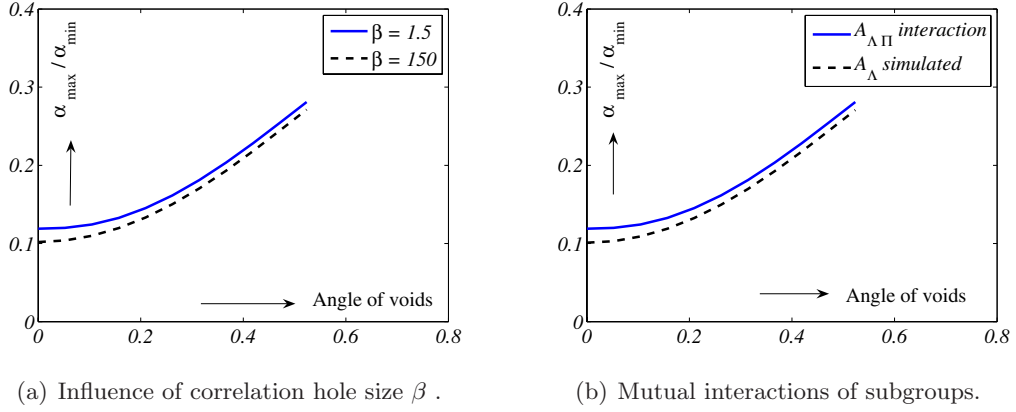 0.4
0.3
0.2
0.1
0
0
0.2
0.4
0.6
0.8
α max / α min
β = 1.5
β = 150
Angle of voids
(a) Influence of correlation hole size β .
0.4
0.3
0.2
0.1
0
0
0.2
0.4
0.6
0.8
α max / α min
A Λ Π interaction
A Λ simulated
Angle of voids
(b) Mutual interactions of subgroups.